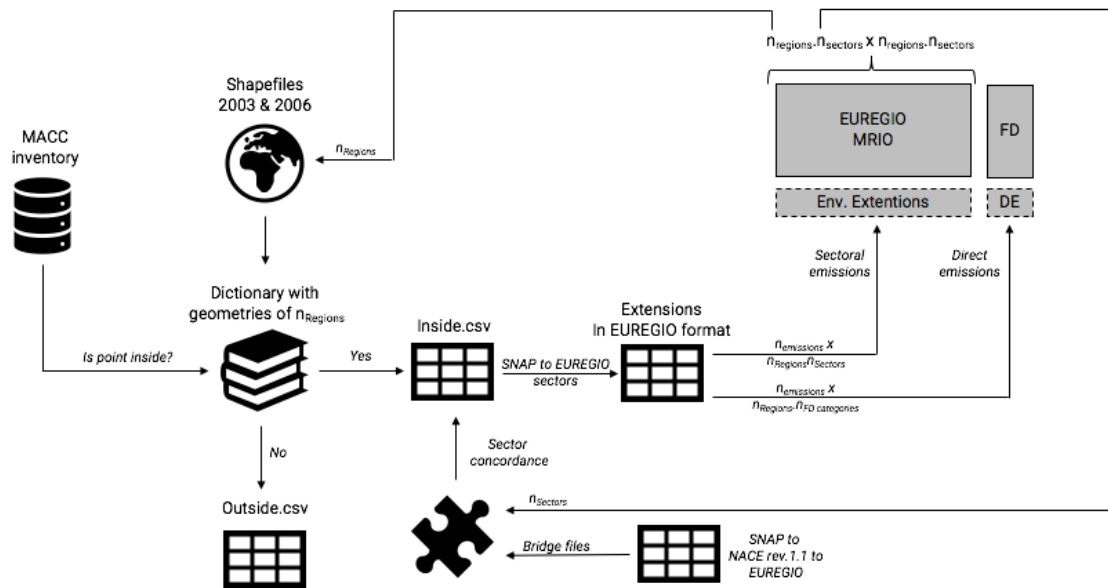 n_regions.n_sectors x n_regions.n_sectors
Shapefiles
2003 & 2006
MACC
inventory
n_Regions
EUREGIO
MRIO
FD
Env. Extentions
DE
Sectoral
emissions
Direct
emissions
Dictionary with
geometries of n_Regions
Is point inside?
Yes
Inside.csv
SNAP to EUREGIO
sectors
Extensions
In EUREGIO format
n_emissions x
n_Regions n_Sectors
n_emissions x
n_Regions.n_FD categories
No
Sector
concordance
Outside.csv
n_Sectors
Bridge files
SNAP to
NACE rev.1.1 to
EUREGIO